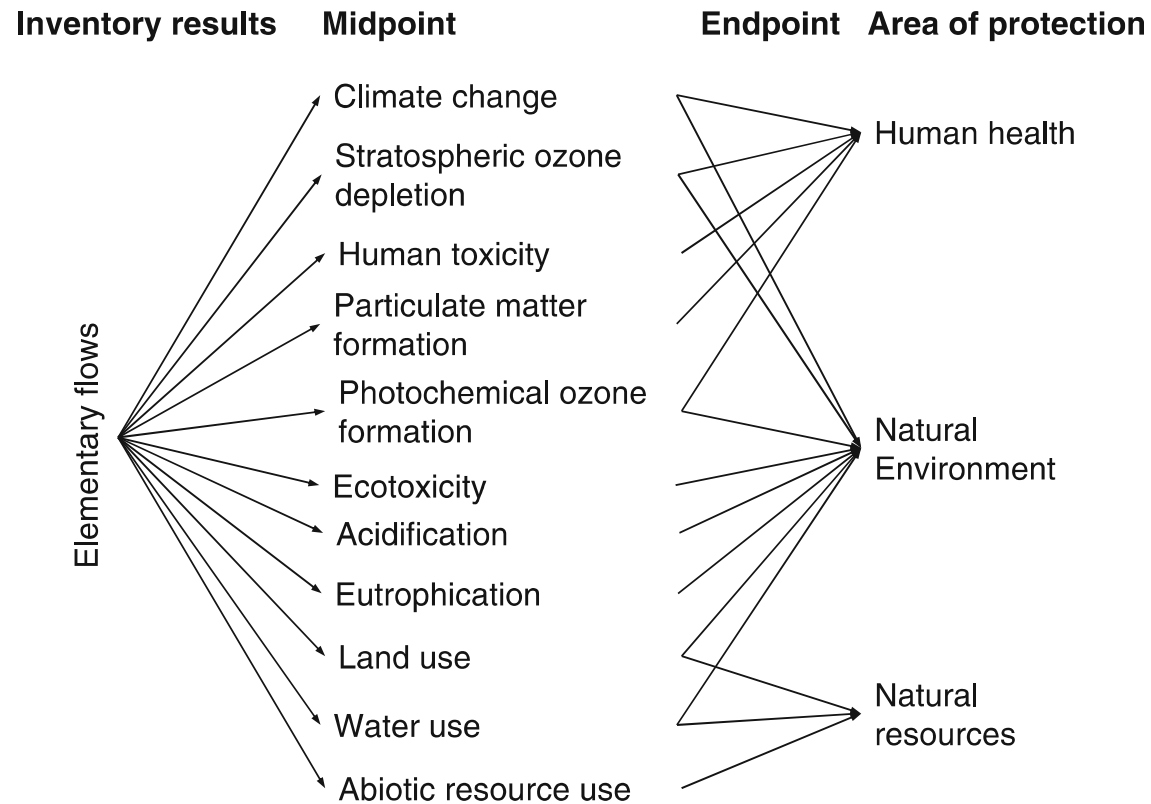 Inventory results Midpoint Endpoint Area of protection
Elementary flows
Climate change
Stratospheric ozone
depletion
Human toxicity
Particulate matter
formation
Photochemical ozone
formation
Ecotoxicity
Acidification
Eutrophication
Land use
Water use
Abiotic resource use
Human health
Natural
Environment
Natural
resources